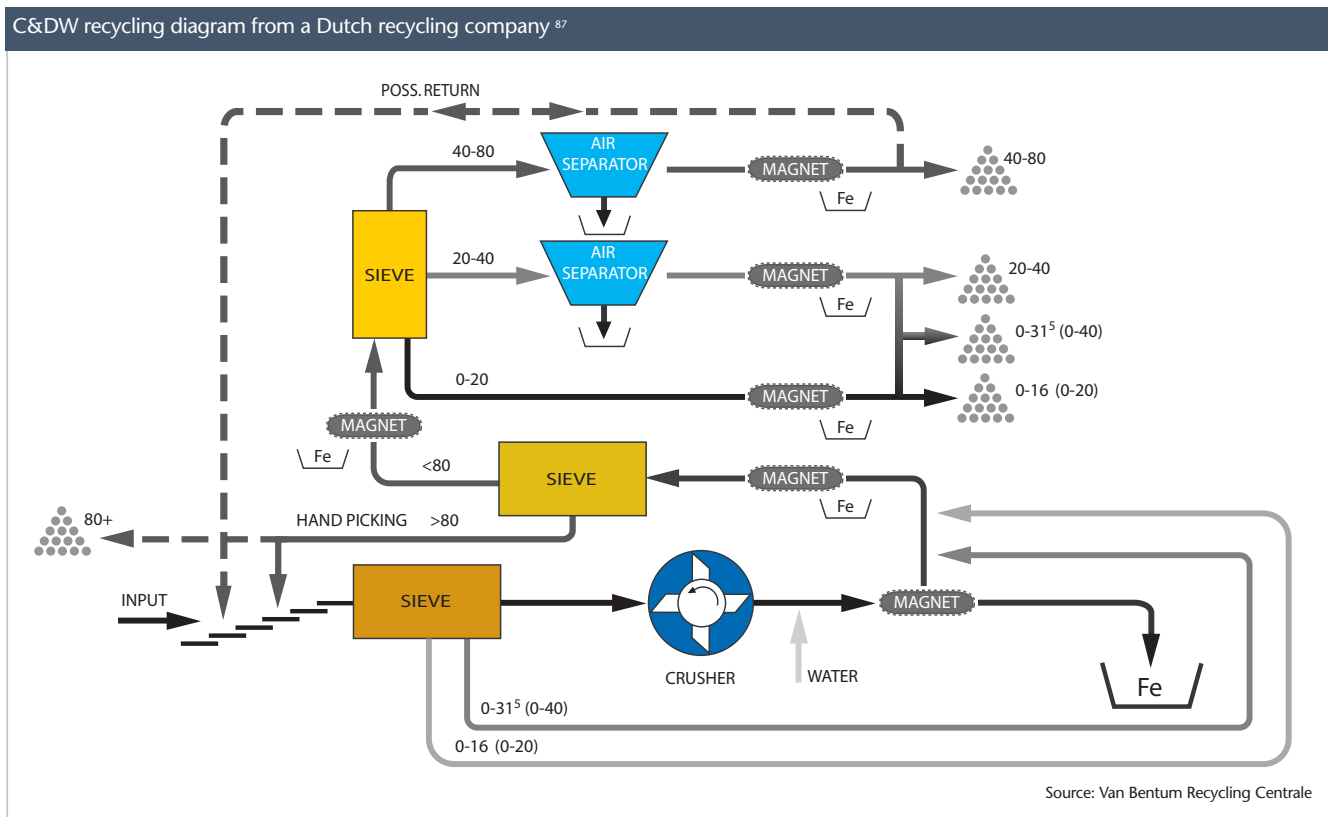 C&DW recycling diagram from a Dutch recycling company ⁸⁷
POSS. RETURN
40-80
AIR
SEPARATOR
MAGNET
Fe
40-80
SIEVE
20-40
AIR
SEPARATOR
MAGNET
Fe
20-40
0-31⁵ (0-40)
0-20
MAGNET
Fe
0-16 (0-20)
MAGNET
Fe
<80
SIEVE
MAGNET
Fe
80+
HAND PICKING >80
INPUT
SIEVE
CRUSHER
WATER
MAGNET
Fe
0-31⁵ (0-40)
0-16 (0-20)
Source: Van Bentum Recycling Centrale